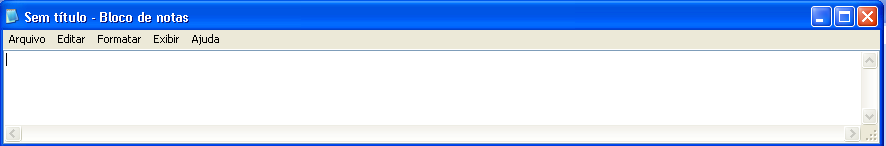 Sem título - Bloco de notas
Arquivo Editar Formatar Exibir Ajuda